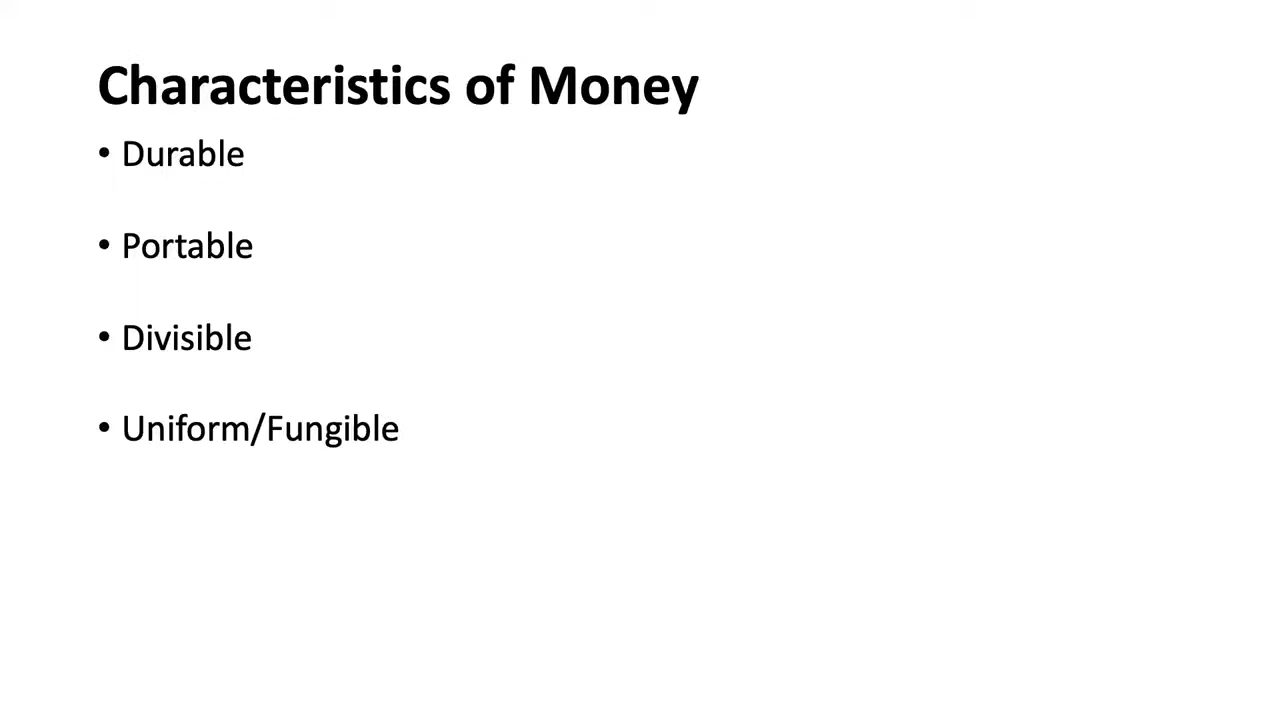 Characteristics of Money
• Durable
• Portable
• Divisible
• Uniform/Fungible